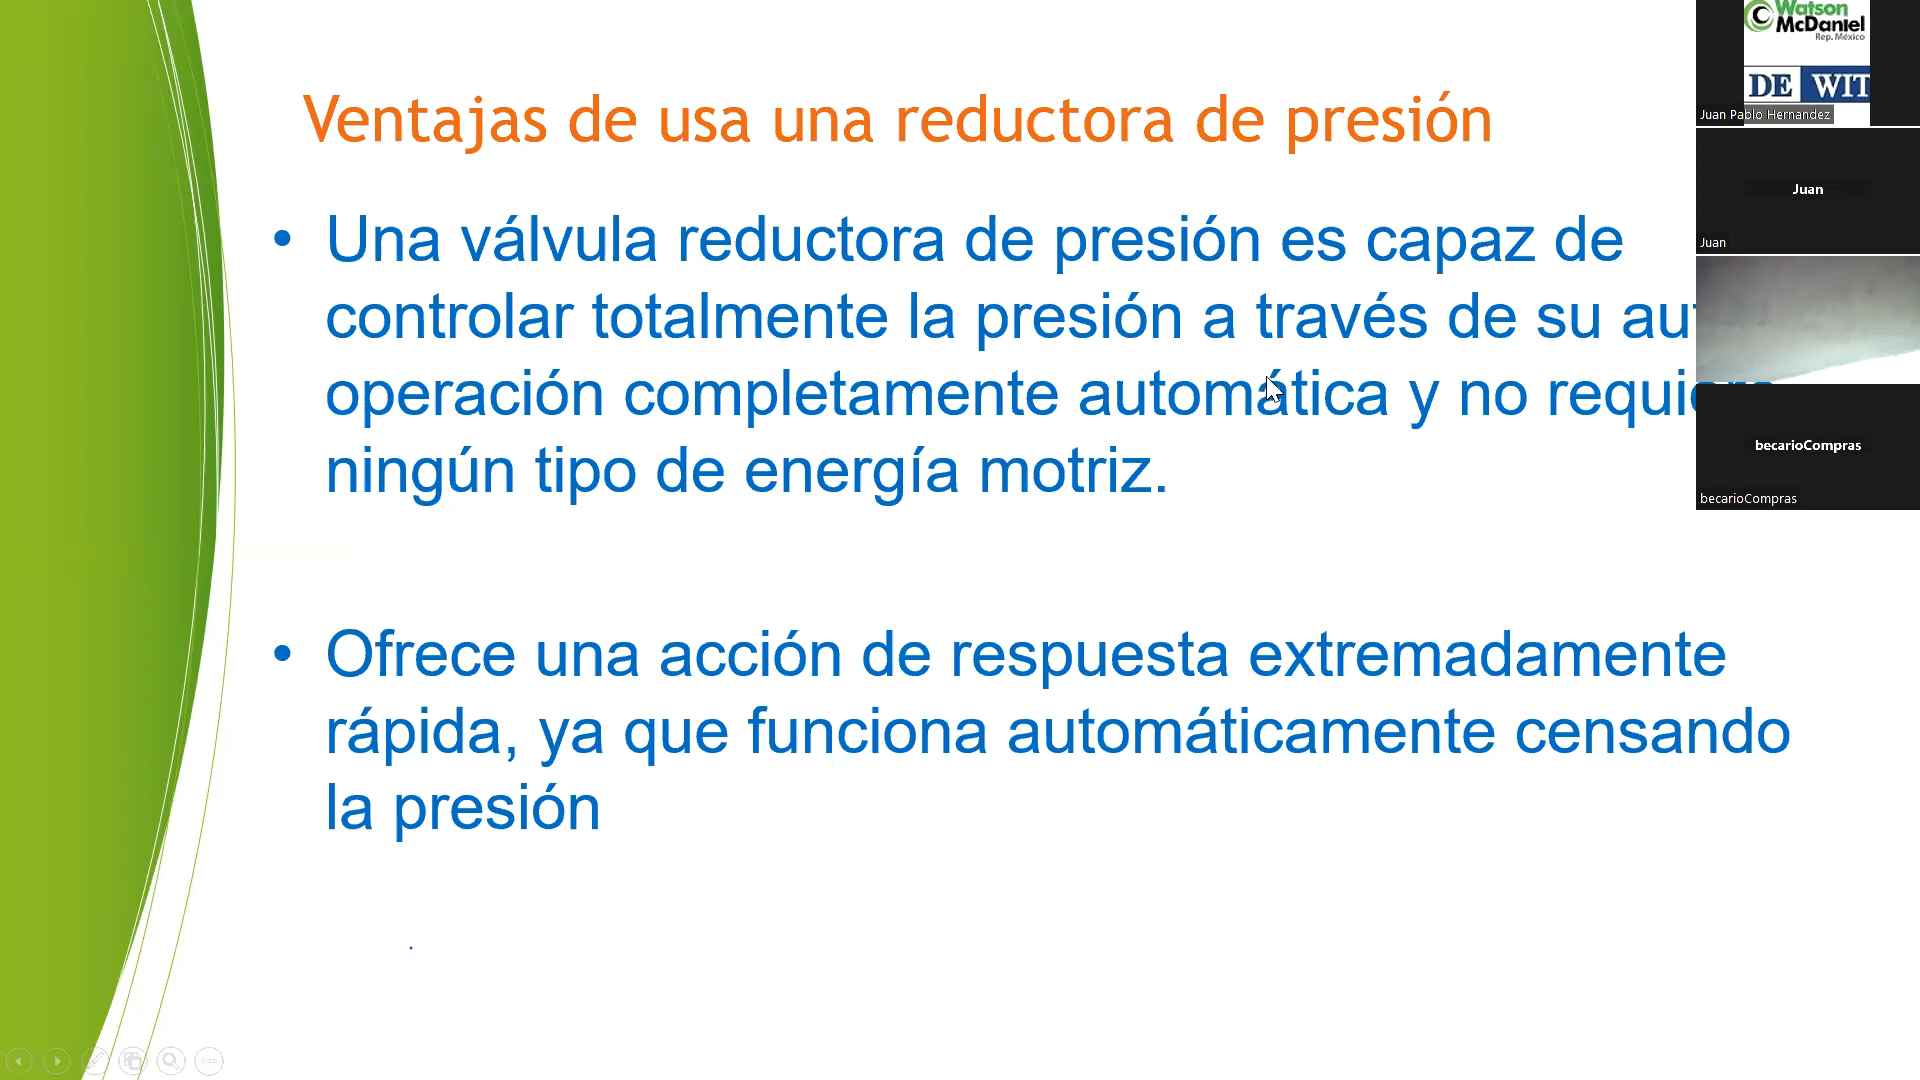 Ventajas de usa una reductora de presión
• Una válvula reductora de presión es capaz de
controlar totalmente la presión a través de su
operación completamente automática y no
ningún tipo de energía motriz.
• Ofrece una acción de respuesta extremadamente
rápida, ya que funciona automáticamente censando
la presión
.
Watson
McDaniel
Rep. México
DE WIT
Juan Pablo Hernandez
Juan
Juan
becarioCompras
becarioCompras